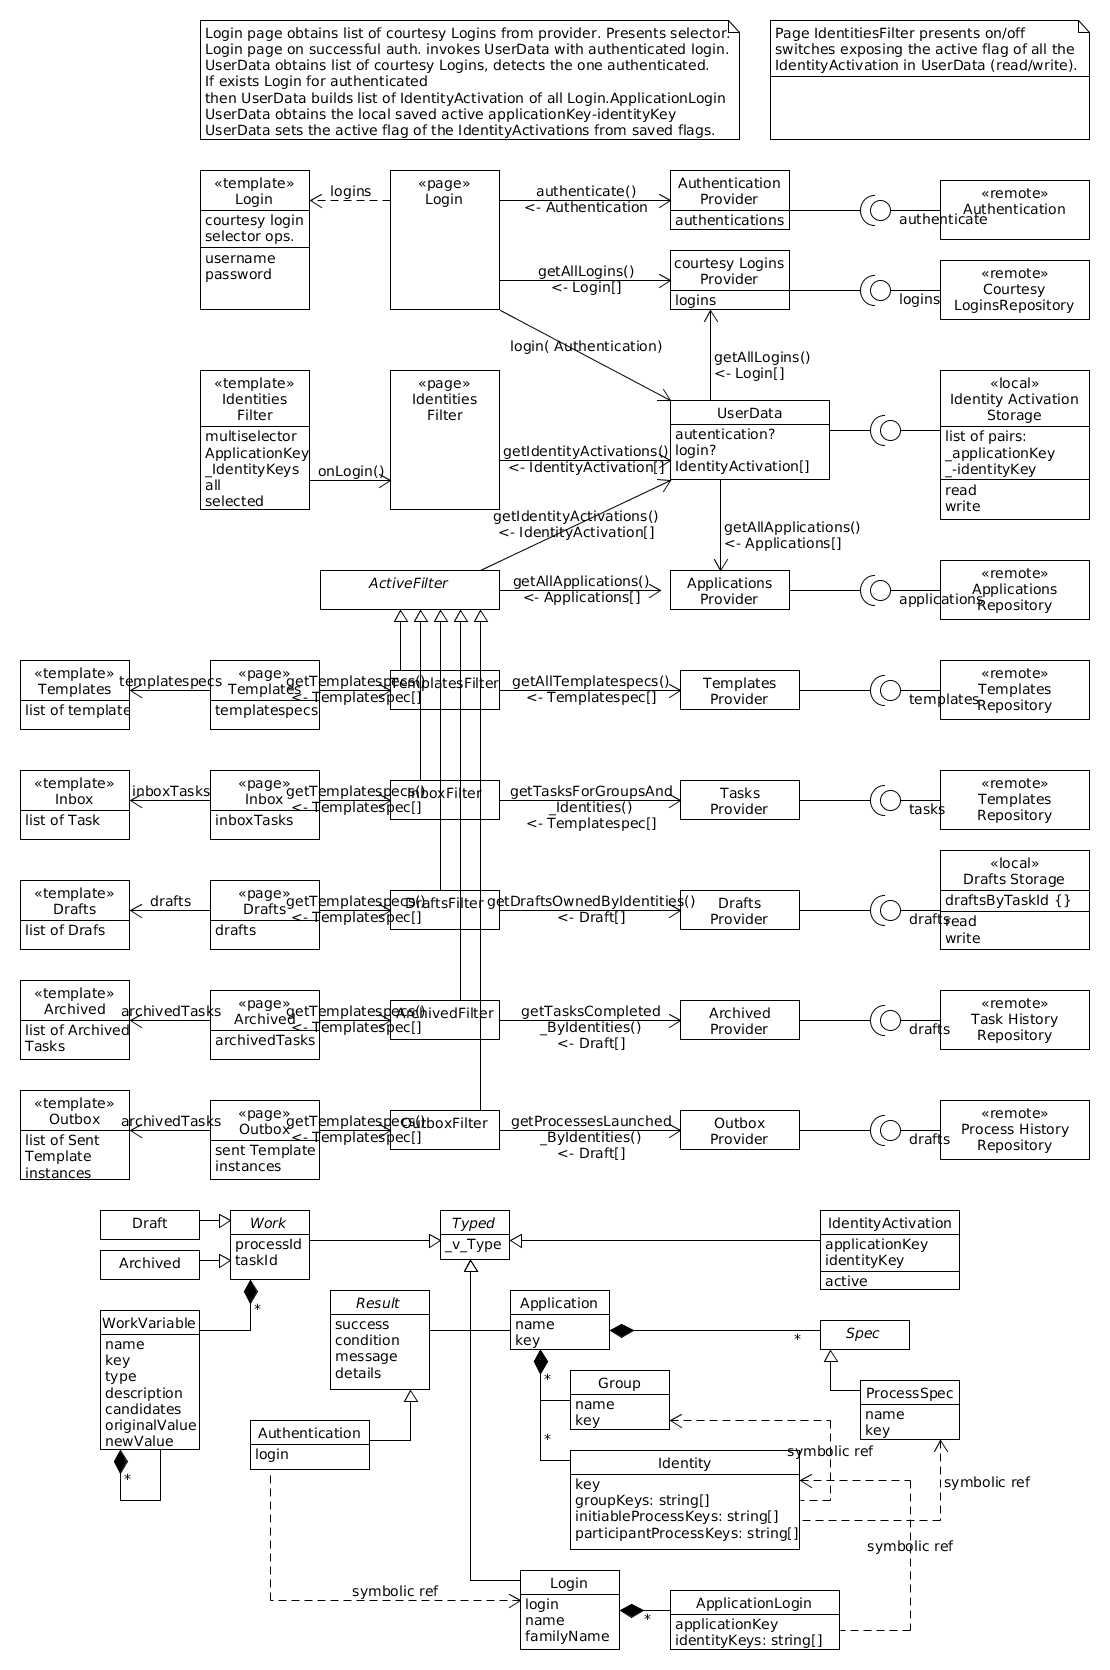 Login page obtains list of courtesy Logins from provider. Presents selector.
Login page on successful auth. invokes UserData with authenticated login.
UserData obtains list of courtesy Logins, detects the one authenticated.
If exists Login for authenticated
then UserData builds list of IdentityActivation of all Login.ApplicationLogin
UserData obtains the local saved active applicationKey-identityKey
UserData sets the active flag of the IdentityActivations from saved flags.
Page IdentitiesFilter presents on/off
switches exposing the active flag of all the
IdentityActivation in UserData (read/write).
«template»
Login
courtesy login
selector ops.
username
password
logins
«page»
Login
authenticate()
<- Authentication
Authentication
Provider
authentications
authenticate
«remote»
Authentication
getAllLogins()
<- Login[]
courtesy Logins
Provider
logins
logins
«remote»
Courtesy
LoginsRepository
login( Authentication)
getAllLogins()
<- Login[]
«template»
Identities
Filter
multiselector
ApplicationKey
_IdentityKeys
all
selected
onLogin()
«page»
Identities
Filter
getIdentityActivations()
<- IdentityActivation[]
UserData
autentication?
login?
IdentityActivation[]
«local»
Identity Activation
Storage
list of pairs:
_applicationKey
_-identityKey
read
write
getIdentityActivations()
<- IdentityActivation[]
getAllApplications()
<- Applications[]
ActiveFilter
getAllApplications()
<- Applications[]
Applications
Provider
applications
«remote»
Applications
Repository
«template»
Templates
list of template
templatespecs
«page»
Templates
templatespecs
getTemplatespecs()
<- Templatespec[]
TemplatesFilter
getAllTemplatespecs()
<- Templatespec[]
Templates
Provider
templates
«remote»
Templates
Repository
«template»
Inbox
list of Task
inboxTasks
«page»
Inbox
inboxTasks
getTemplatespecs()
<- Templatespec[]
InboxFilter
getTasksForGroupsAnd
_Identities()
<- Templatespec[]
Tasks
Provider
tasks
«remote»
Templates
Repository
«template»
Drafts
list of Drafs
drafts
«page»
Drafts
drafts
getTemplatespecs()
<- Templatespec[]
DraftsFilter
getDraftsOwnedByIdentities()
<- Draft[]
Drafts
Provider
drafts
«local»
Drafts Storage
draftsByTaskId {}
read
write
«template»
Archived
list of Archived
Tasks
archivedTasks
«page»
Archived
archivedTasks
getTemplatespecs()
<- Templatespec[]
ArchivedFilter
getTasksCompleted
_ByIdentities()
<- Draft[]
Archived
Provider
drafts
«remote»
Task History
Repository
«template»
Outbox
list of Sent
Template
instances
archivedTasks
«page»
Outbox
sent Template
instances
getTemplatespecs()
<- Templatespec[]
OutboxFilter
getProcessesLaunched
_ByIdentities()
<- Draft[]
Outbox
Provider
drafts
«remote»
Process History
Repository
Draft
Archived
Work
processId
taskId
*
Typed
_v_Type
IdentityActivation
applicationKey
identityKey
active
WorkVariable
name
key
type
description
candidates
originalValue
newValue
*
Result
success
condition
message
details
Application
name
key
*
*
*
Spec
Group
name
key
ProcessSpec
name
key
Authentication
login
symbolic ref
Identity
key
groupKeys: string[]
initiableProcessKeys: string[]
participantProcessKeys: string[]
symbolic ref
symbolic ref
symbolic ref
Login
login
name
familyName
*
ApplicationLogin
applicationKey
identityKeys: string[]